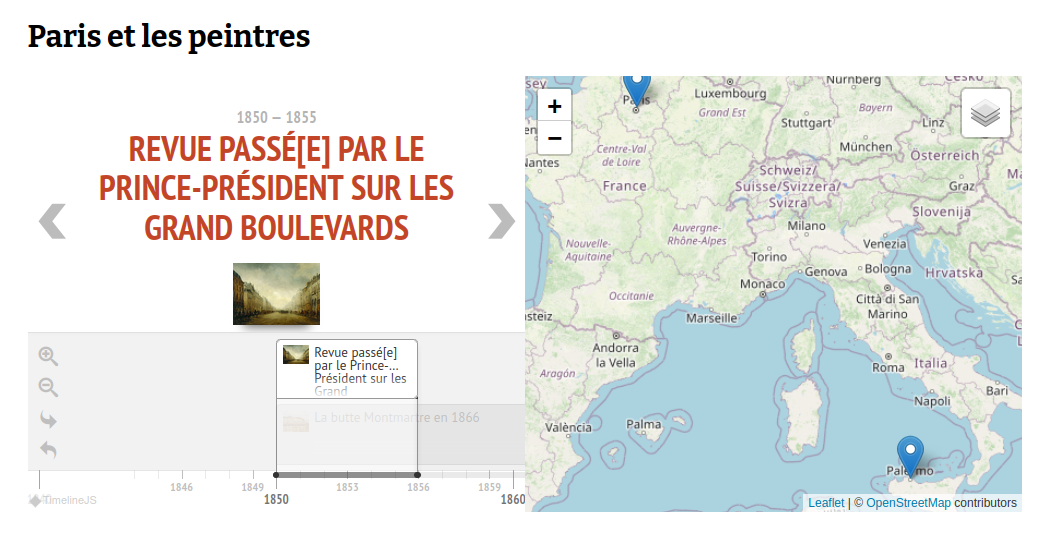 Paris et les peintres
1850 – 1855
REVUE PASSÉ[E] PAR LE
PRINCE-PRÉSIDENT SUR LES
GRAND BOULEVARDS
Revue passé[e]
par le Prince-...
Président sur les
Grand
La butte Montmartre en 1866
1846
1849
1850
1853
1856
1859
1860
TimelineJS
+
−
Paris
Luxembourg
Nürnberg
Česko
Grand Est
Bayern
Stuttgart
Linz
Nantes
Centre-Val
de Loire
München
Österreich
France
Schweiz/
Suisse/Svizzera/
Svizra
Graz
Slovenija
Milano
Auvergne-
Rhône-Alpes
Nouvelle-
Aquitaine
Venezia
Torino
Genova
Bologna
Hrvatska
Monaco
Occitanie
Città di San
Marino
Marseille
Andorra
la Vella
Aragón
Italia
Roma
Bari
Napoli
Palma
València
Palermo
Leaflet | © OpenStreetMap contributors